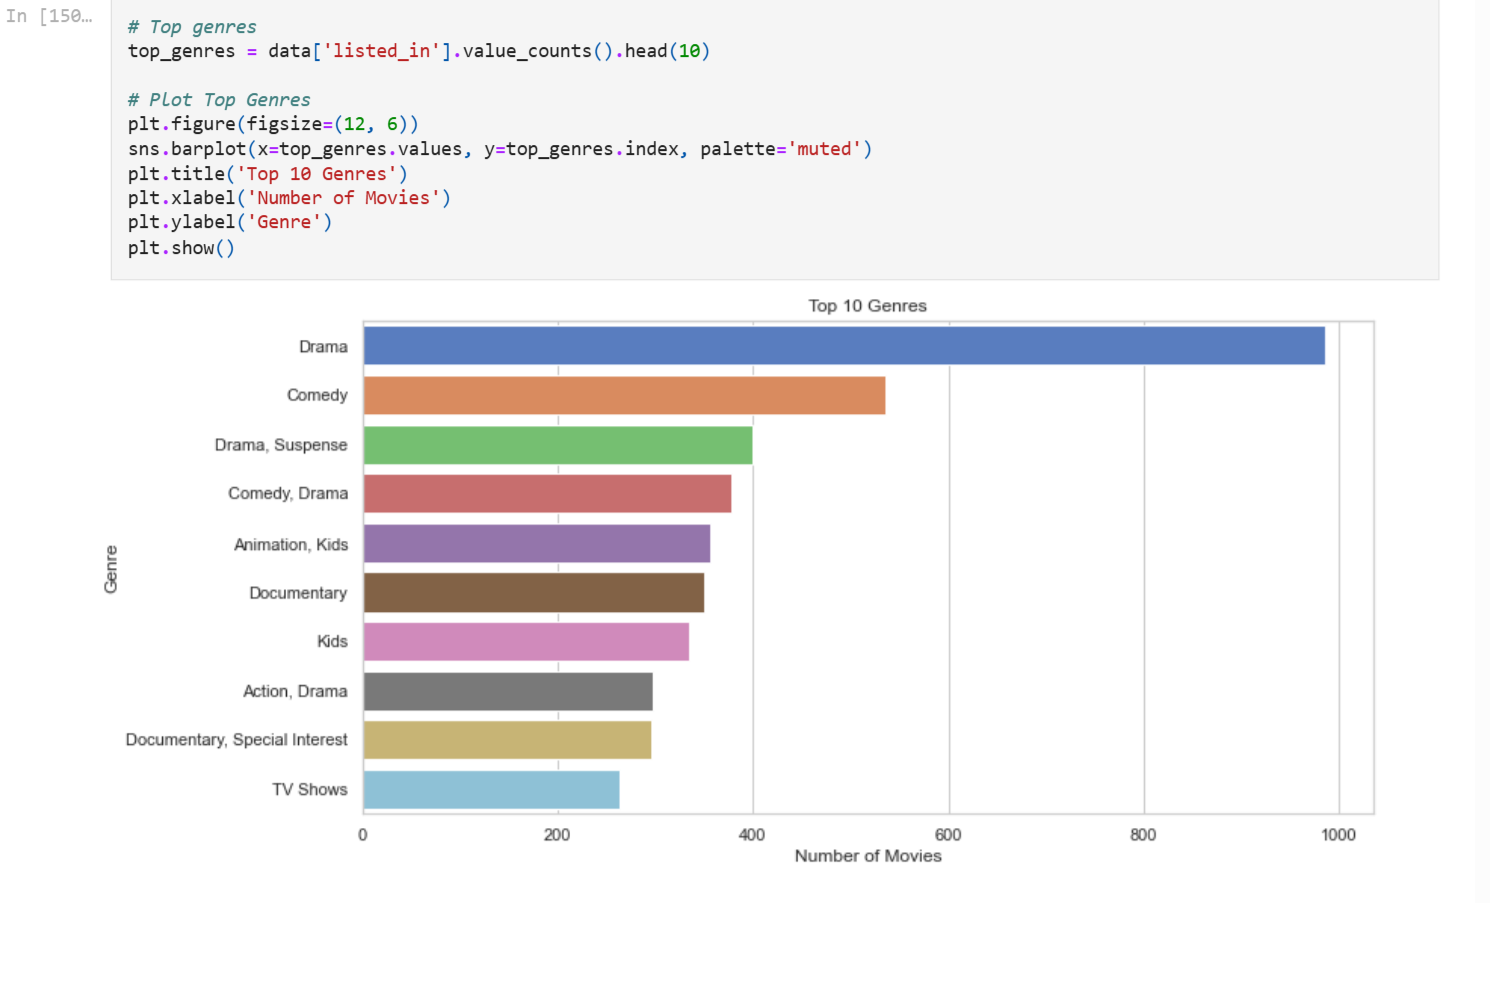 In [150…
# Top genres
top_genres = data['listed_in'].value_counts().head(10)
# Plot Top Genres
plt.figure(figsize=(12, 6))
sns.barplot(x=top_genres.values, y=top_genres.index, palette='muted')
plt.title('Top 10 Genres')
plt.xlabel('Number of Movies')
plt.ylabel('Genre')
plt.show()
Top 10 Genres
Drama
Comedy
Drama, Suspense
Comedy, Drama
Animation, Kids
Documentary
Kids
Action, Drama
Documentary, Special Interest
TV Shows
Genre
0 200 400 600 800 1000
Number of Movies